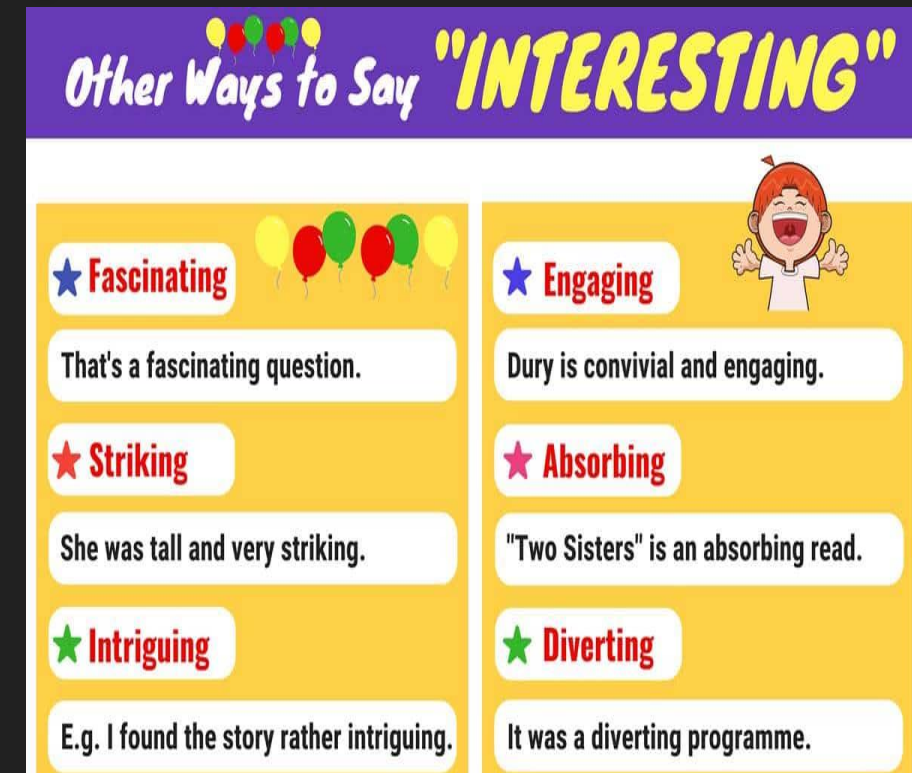 Other Ways to Say "INTERESTING"
Fascinating
That's a fascinating question.
Striking
She was tall and very striking.
Intriguing
E.g. I found the story rather intriguing.
Engaging
Dury is convivial and engaging.
Absorbing
"Two Sisters" is an absorbing read.
Diverting
It was a diverting programme.